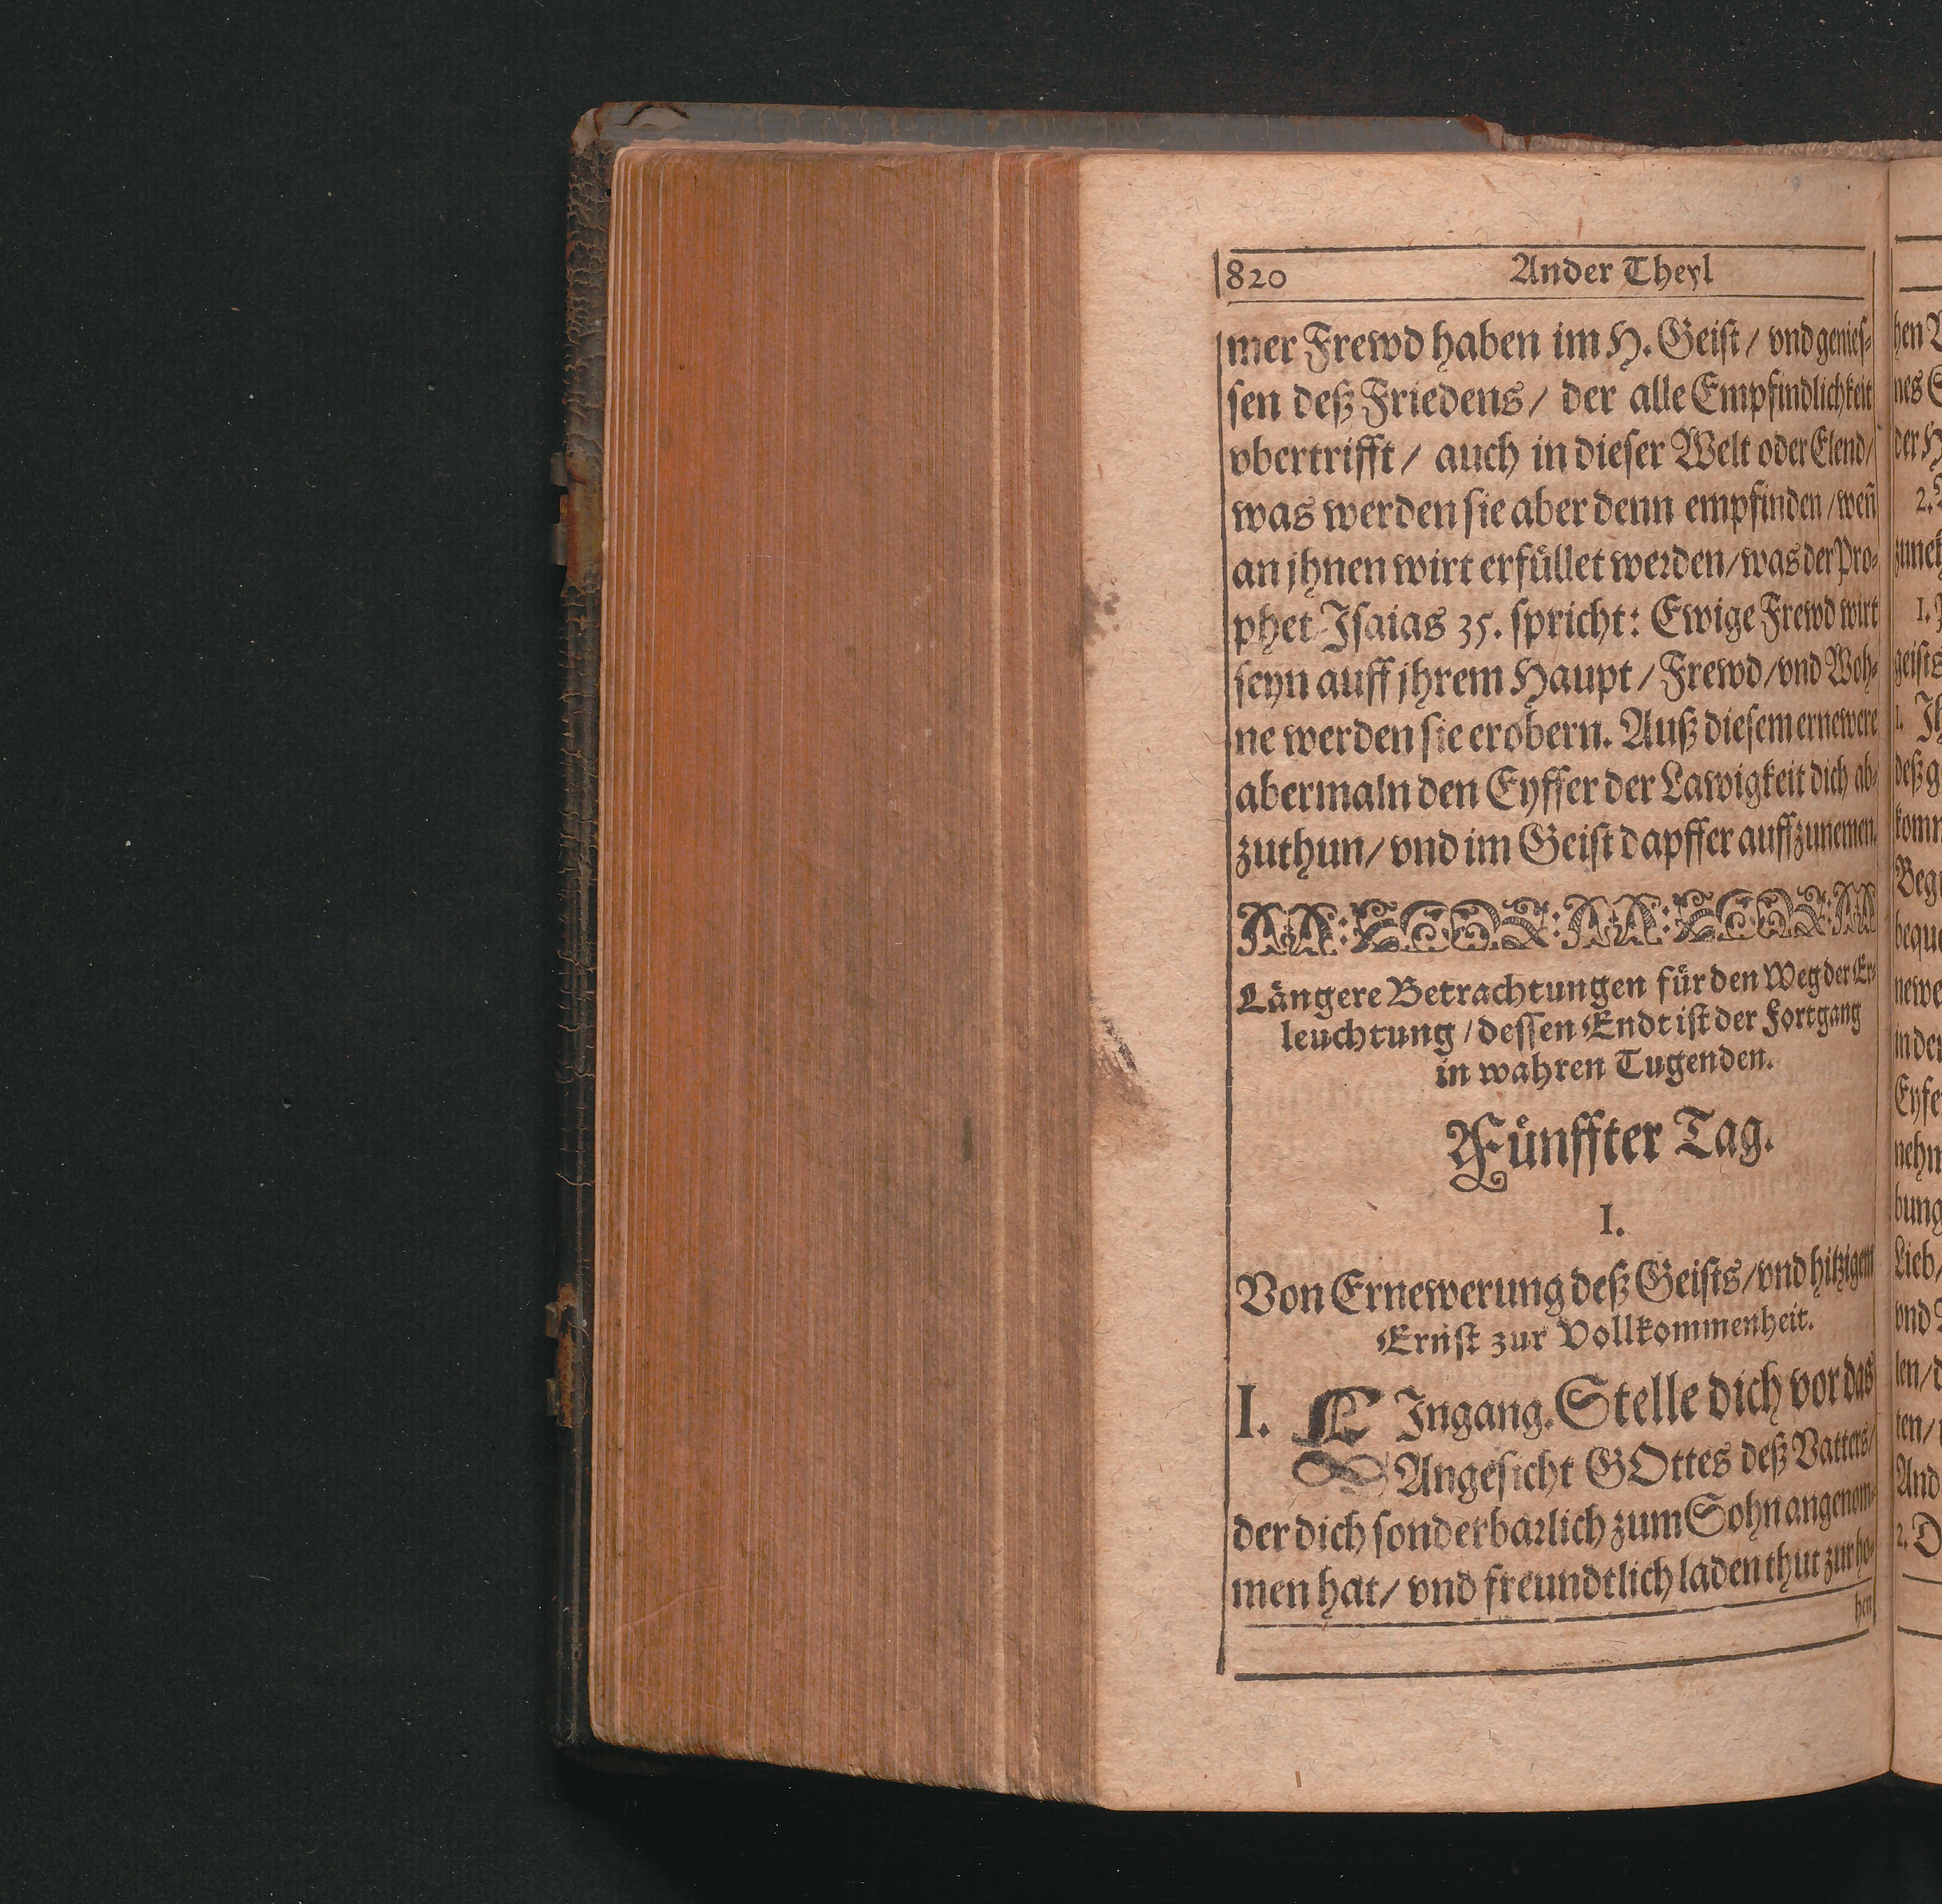 820 Ander Theyl
mer Frewd haben im H. Geist / vnd genies-
sen deß Friedens / der alle Empfindlichkeit
vbertrifft / auch in dieser Welt oder Elend /
was werden sie aber denn empfinden / weñ
an jhnen wirt erfüllet werden / was der Pro-
phet Isaias 35. spricht: Ewige Frewd wirt
seyn auff jhrem Haupt / Frewd / vnd Woh-
ne werden sie erobern. Auß diesem ernewere
abermaln den Eyffer der Lawigkeit dich ab-
zuthun / vnd im Geist dapffer auffzunemen.
Längere Betrachtungen für den Weg der Er-
leuchtung / dessen Endt ist der Fortgang
in wahren Tugenden.
Fünffter Tag.
I.
Von Ernewerung deß Geists / vnd hitzigem
Ernst zur Vollkommenheit.
I. EIngang. Stelle dich vor das
Angesicht GOttes deß Vatters /
der dich sonderbarlich zum Sohn angenom-
men hat / vnd freundtlich laden thut zur ho-
hen